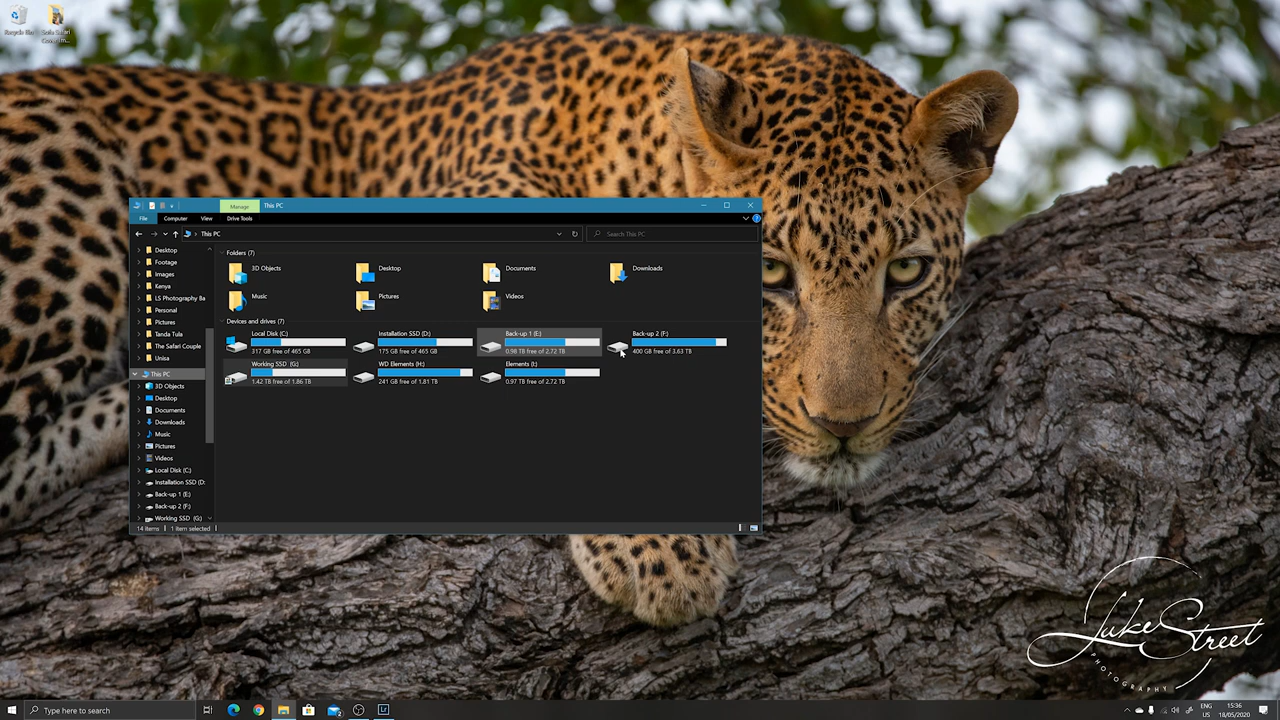 Recycle Bin
Manage
This PC
File
Computer
View
Drive Tools
This PC
Search This PC
Desktop
Footage
Images
Kenya
LS Photography Ba
Personal
Pictures
Tanda Tula
The Safari Couple
Unisa
This PC
3D Objects
Desktop
Documents
Downloads
Music
Pictures
Videos
Local Disk (C:)
Installation SSD (D:
Back-up 1 (E:)
Back-up 2 (F:)
Working SSD (G:)
Folders (7)
3D Objects
Desktop
Documents
Downloads
Music
Pictures
Videos
Devices and drives (7)
Local Disk (C:)
317 GB free of 465 GB
Installation SSD (D:)
175 GB free of 465 GB
Back-up 1 (E:)
0.98 TB free of 2.72 TB
Back-up 2 (F:)
400 GB free of 3.63 TB
Working SSD (G:)
1.42 TB free of 1.86 TB
WD Elements (H:)
241 GB free of 1.81 TB
Elements (I:)
0.97 TB free of 2.72 TB
14 items
1 item selected
Luke Street
PHOTOGRAPHY
Type here to search
ENG
US
15:36
18/05/2020